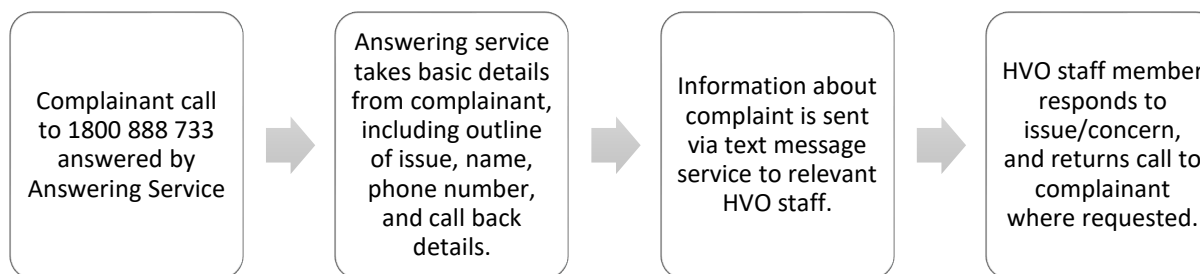 Complainant call
to 1800 888 733
answered by
Answering Service
Answering service
takes basic details
from complainant,
including outline
of issue, name,
phone number,
and call back
details.
Information about
complaint is sent
via text message
service to relevant
HVO staff.
HVO staff member
responds to
issue/concern,
and returns call to
complainant
where requested.